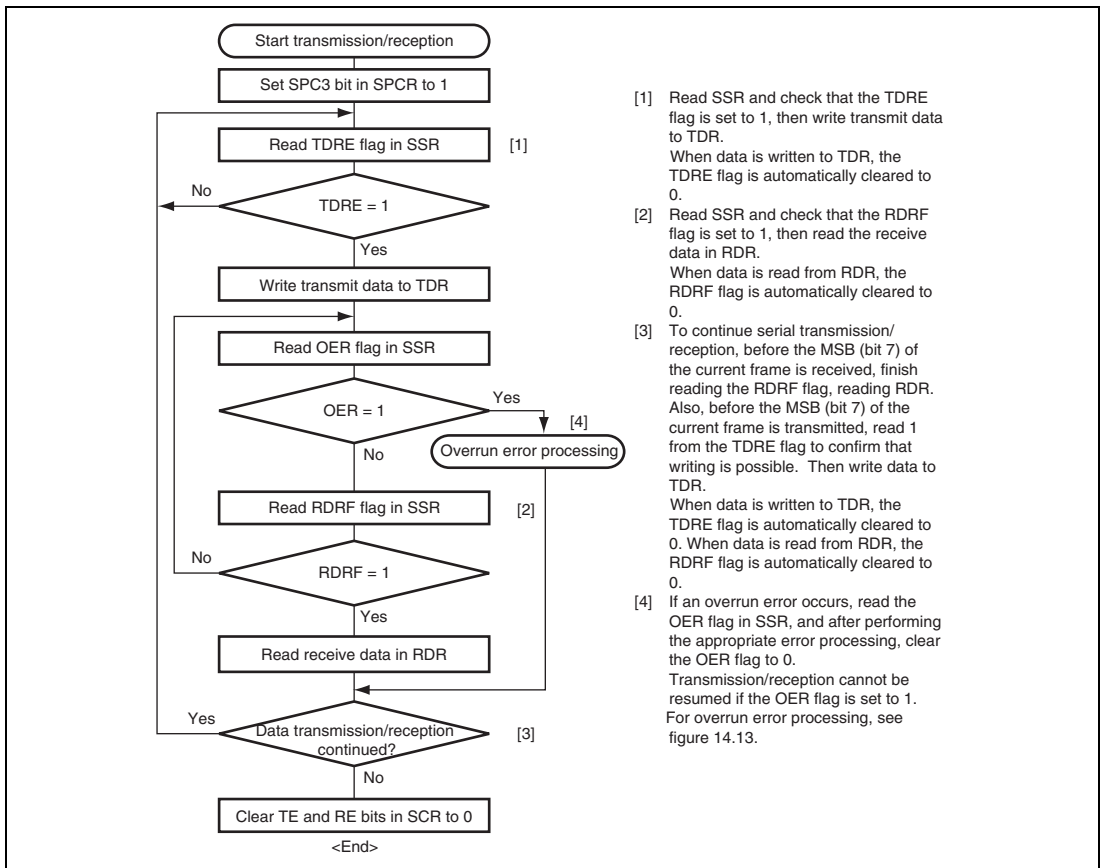 Start transmission/reception
Set SPC3 bit in SPCR to 1
Read TDRE flag in SSR
[1]
No
TDRE = 1
Yes
Write transmit data to TDR
Read OER flag in SSR
OER = 1
Yes
[4]
Overrun error processing
No
Read RDRF flag in SSR
[2]
No
RDRF = 1
Yes
Read receive data in RDR
Yes
Data transmission/reception
continued?
[3]
No
Clear TE and RE bits in SCR to 0
<End>
[1] Read SSR and check that the TDRE
flag is set to 1, then write transmit data
to TDR.
When data is written to TDR, the
TDRE flag is automatically cleared to
0.
[2] Read SSR and check that the RDRF
flag is set to 1, then read the receive
data in RDR.
When data is read from RDR, the
RDRF flag is automatically cleared to
0.
[3] To continue serial transmission/
reception, before the MSB (bit 7) of
the current frame is received, finish
reading the RDRF flag, reading RDR.
Also, before the MSB (bit 7) of the
current frame is transmitted, read 1
from the TDRE flag to confirm that
writing is possible. Then write data to
TDR.
When data is written to TDR, the
TDRE flag is automatically cleared to
0. When data is read from RDR, the
RDRF flag is automatically cleared to
0.
[4] If an overrun error occurs, read the
OER flag in SSR, and after performing
the appropriate error processing, clear
the OER flag to 0.
Transmission/reception cannot be
resumed if the OER flag is set to 1.
For overrun error processing, see
figure 14.13.